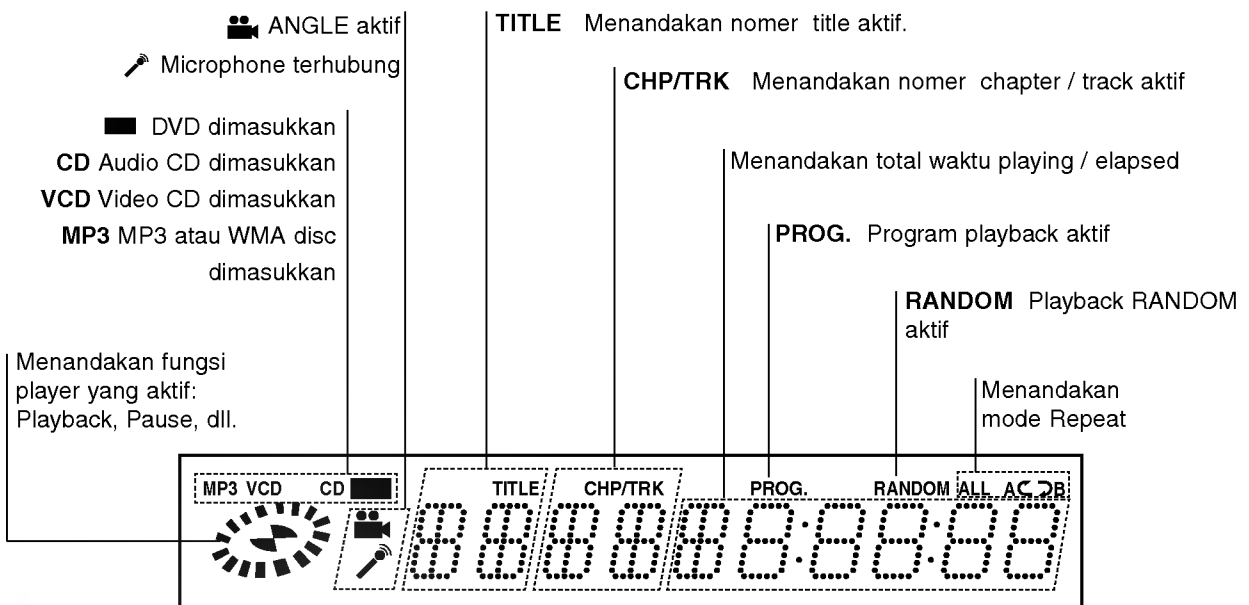 ANGLE aktif
Microphone terhubung
DVD dimasukkan
CD Audio CD dimasukkan
VCD Video CD dimasukkan
MP3 MP3 atau WMA disc
dimasukkan
Menandakan fungsi
player yang aktif:
Playback, Pause, dll.
TITLE Menandakan nomer title aktif.
CHP/TRK Menandakan nomer chapter / track aktif
Menandakan total waktu playing / elapsed
PROG. Program playback aktif
RANDOM Playback RANDOM
aktif
Menandakan
mode Repeat
MP3 VCD CD TITLE CHP/TRK PROG. RANDOM ALL A B